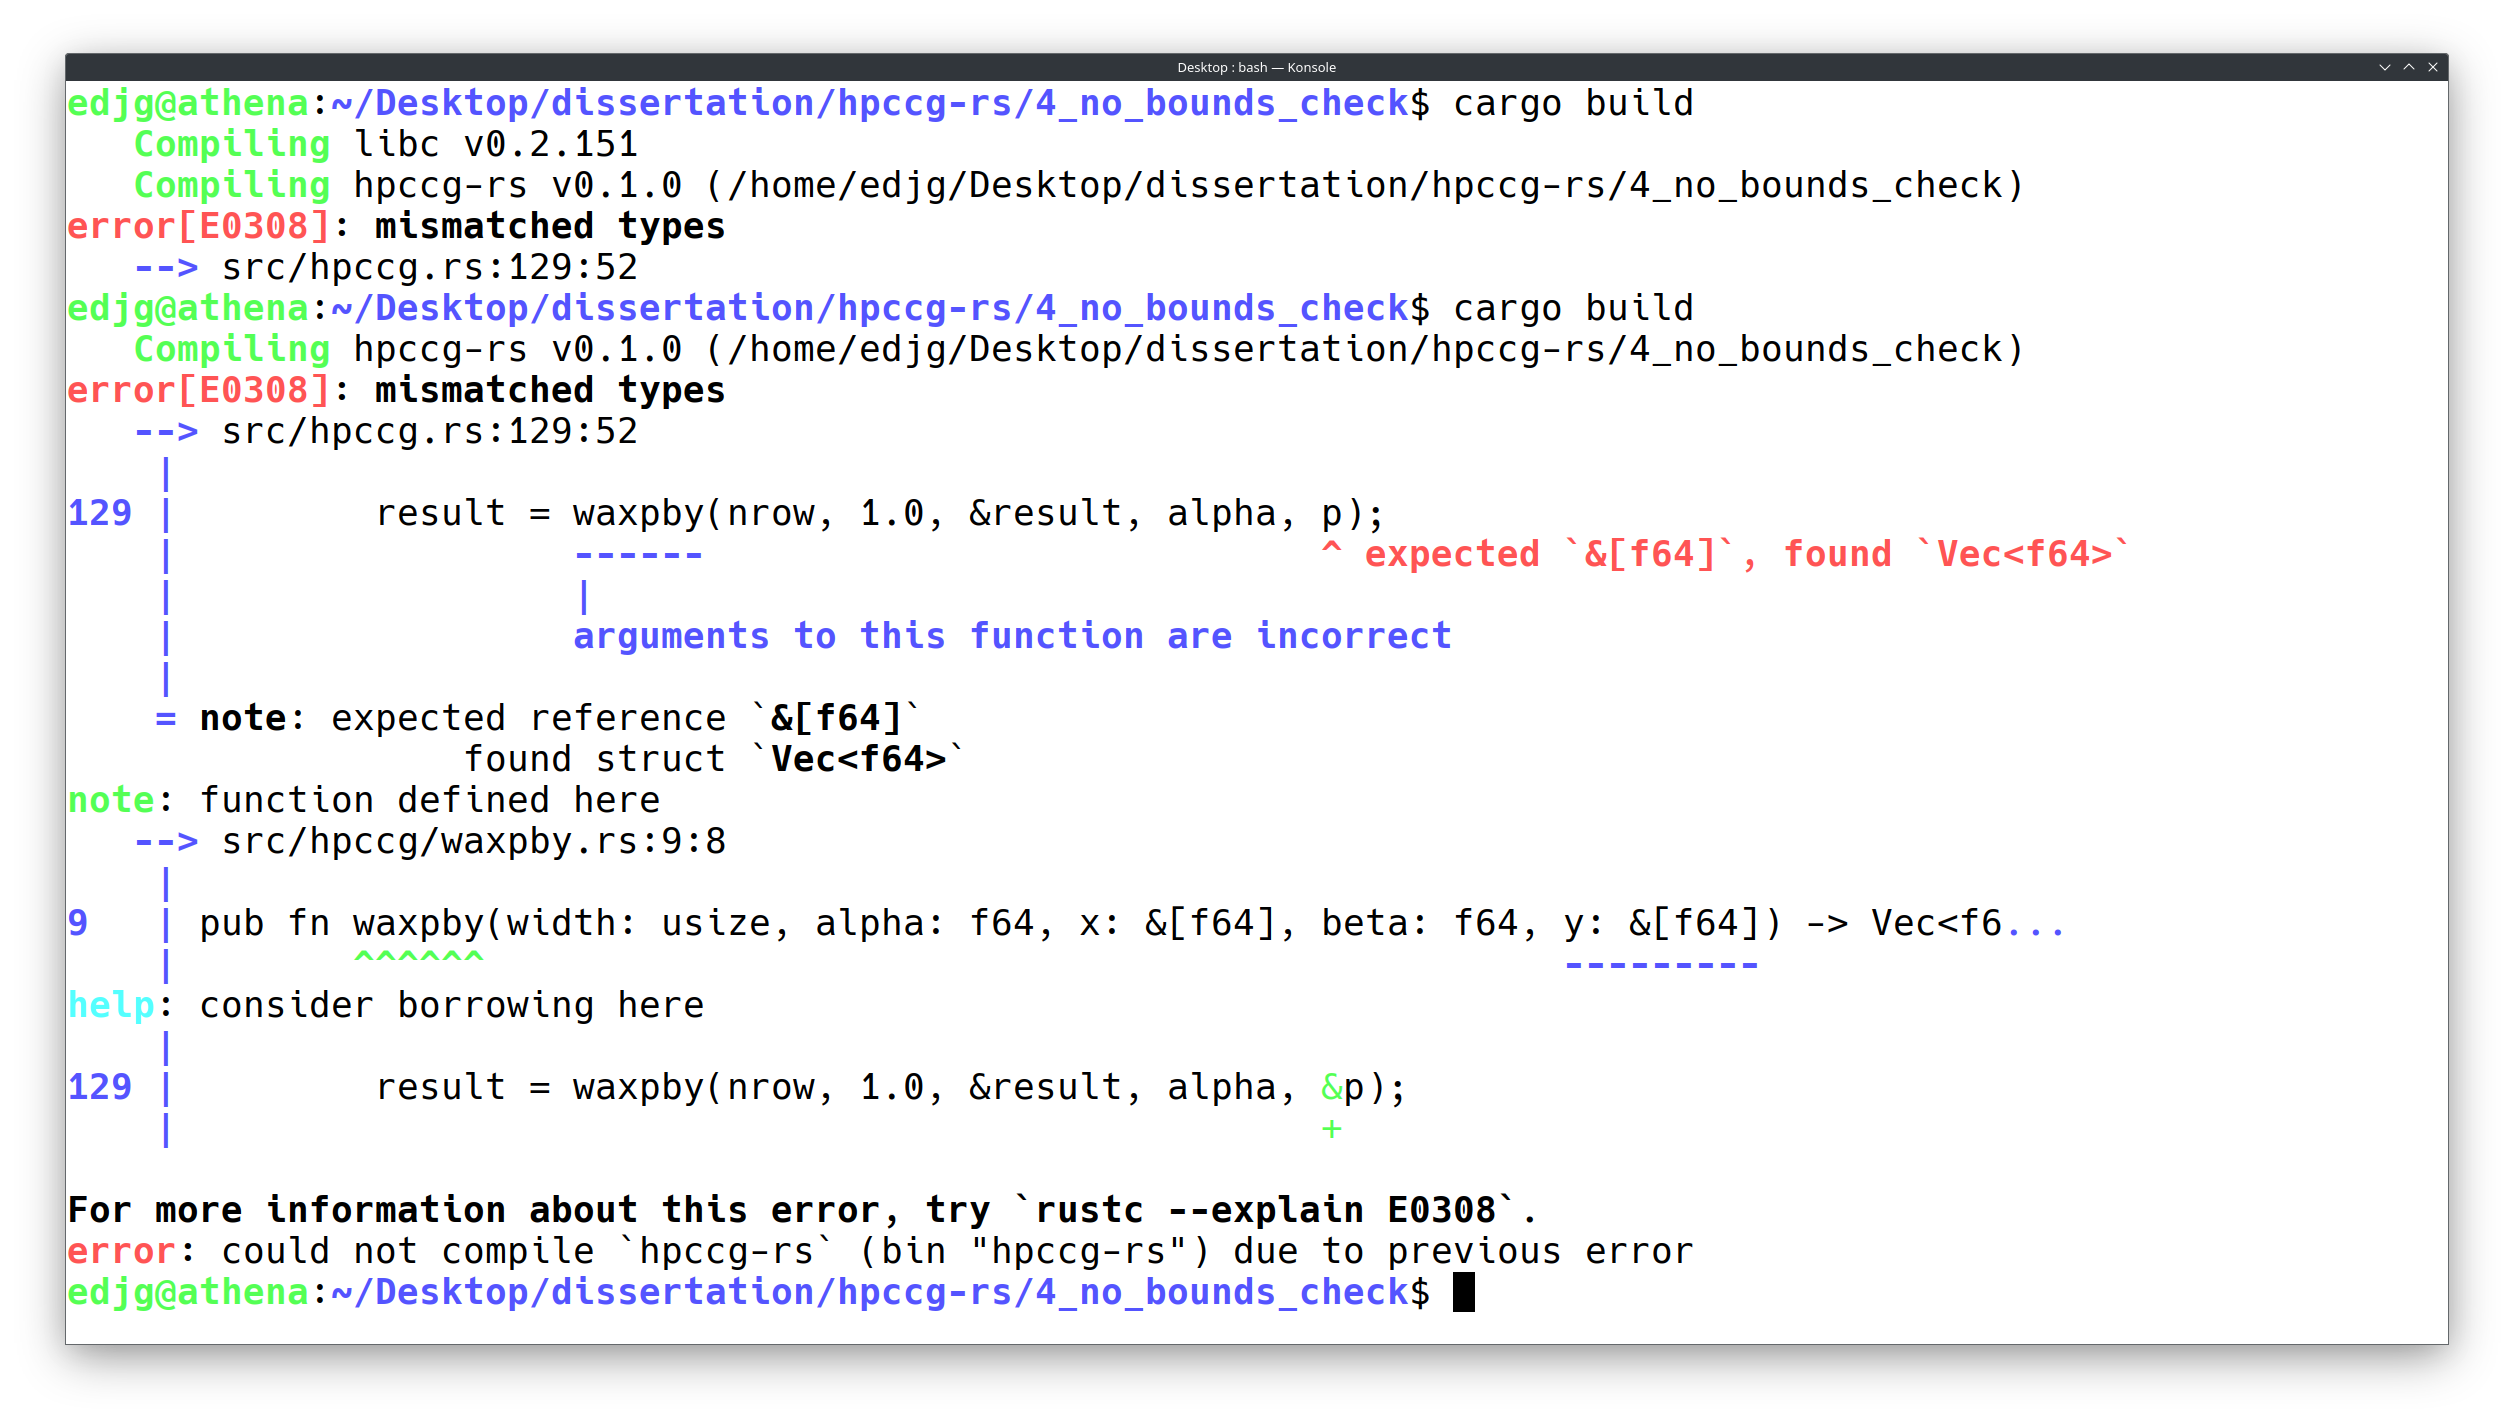 Desktop : bash — Konsole
edjg@athena:~/Desktop/dissertation/hpccg-rs/4_no_bounds_check$ cargo build
   Compiling libc v0.2.151
   Compiling hpccg-rs v0.1.0 (/home/edjg/Desktop/dissertation/hpccg-rs/4_no_bounds_check)
error[E0308]: mismatched types
   --> src/hpccg.rs:129:52
edjg@athena:~/Desktop/dissertation/hpccg-rs/4_no_bounds_check$ cargo build
   Compiling hpccg-rs v0.1.0 (/home/edjg/Desktop/dissertation/hpccg-rs/4_no_bounds_check)
error[E0308]: mismatched types
   --> src/hpccg.rs:129:52
    |
129 |         result = waxpby(nrow, 1.0, &result, alpha, p);
    |                  ------                            ^ expected `&[f64]`, found `Vec<f64>`
    |                  |
    |                  arguments to this function are incorrect
    |
    = note: expected reference `&[f64]`
                  found struct `Vec<f64>`
note: function defined here
   --> src/hpccg/waxpby.rs:9:8
    |
9   | pub fn waxpby(width: usize, alpha: f64, x: &[f64], beta: f64, y: &[f64]) -> Vec<f6...
    |        ^^^^^^                                                 ---------
help: consider borrowing here
    |
129 |         result = waxpby(nrow, 1.0, &result, alpha, &p);
    |                                                    +

For more information about this error, try `rustc --explain E0308`.
error: could not compile `hpccg-rs` (bin "hpccg-rs") due to previous error
edjg@athena:~/Desktop/dissertation/hpccg-rs/4_no_bounds_check$